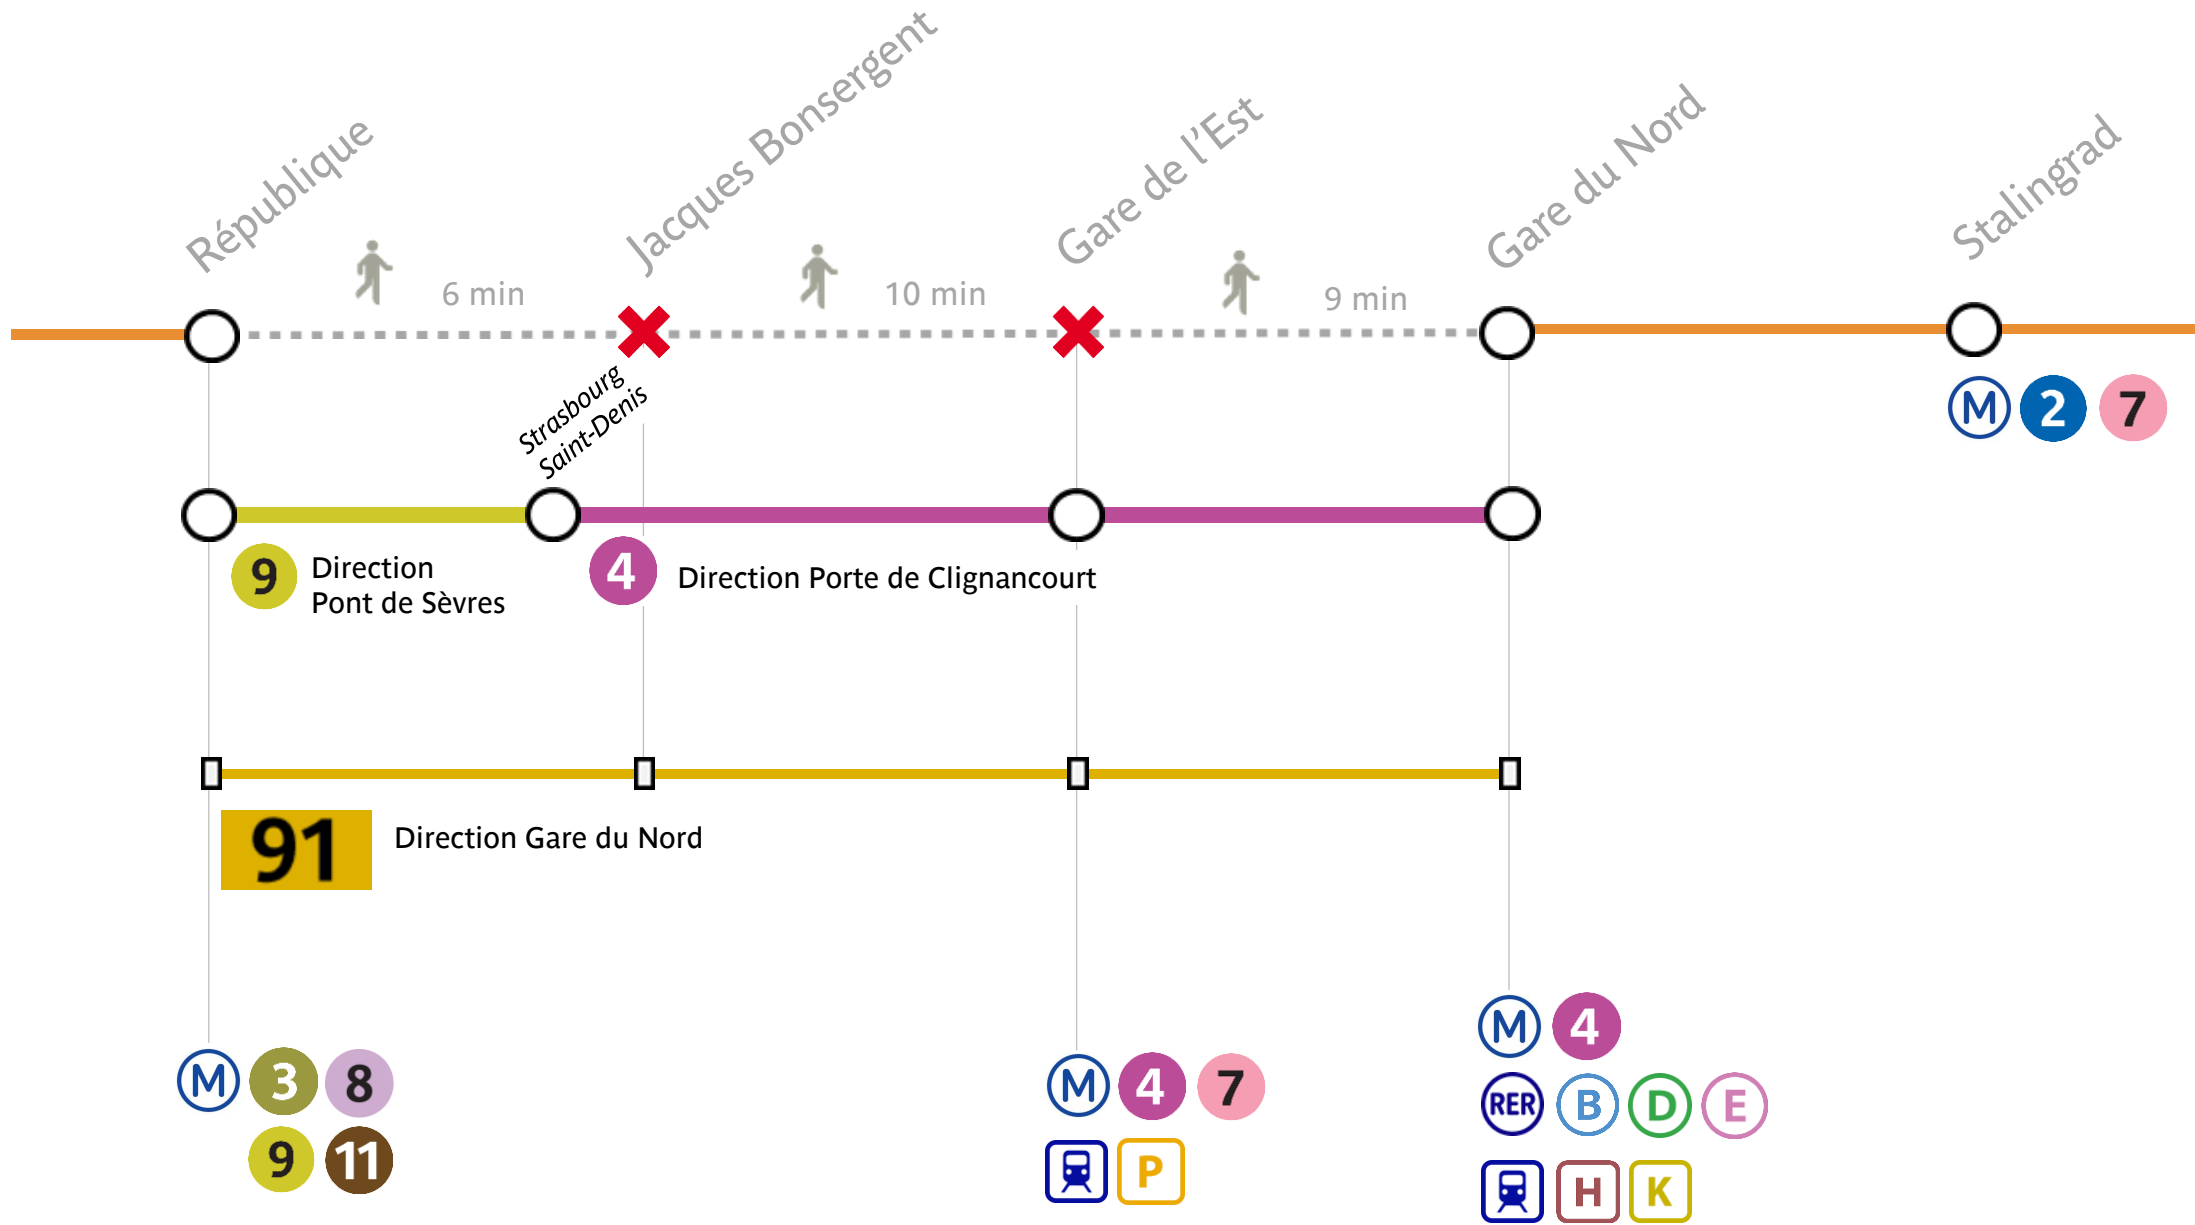 République
Jacques Bonsergent
Gare de l'Est
Gare du Nord
Stalingrad
6 min
10 min
9 min
M 2 7
Strasbourg
Saint-Denis
9 Direction
Pont de Sèvres
4 Direction Porte de Clignancourt
91 Direction Gare du Nord
M 3 8
9 11
M 4 7
P
M 4
RER B D E
H K